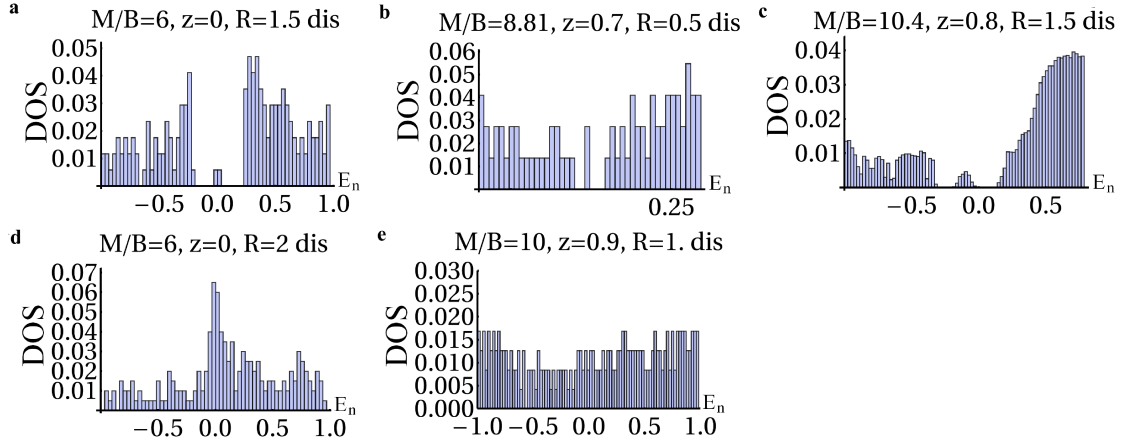 a
M/B=6, z=0, R=1.5 dis
DOS
0.05
0.04
0.03
0.02
0.01
−0.5 0.0 0.5 1.0
En
b
M/B=8.81, z=0.7, R=0.5 dis
DOS
0.06
0.05
0.04
0.03
0.02
0.01
0.25
En
c
M/B=10.4, z=0.8, R=1.5 dis
DOS
0.04
0.03
0.02
0.01
−0.5 0.0 0.5
En
d
M/B=6, z=0, R=2 dis
DOS
0.07
0.06
0.05
0.04
0.03
0.02
0.01
−0.5 0.0 0.5 1.0
En
e
M/B=10, z=0.9, R=1. dis
DOS
0.030
0.025
0.020
0.015
0.010
0.005
0.000
−1.0 −0.5 0.0 0.5 1.0
En